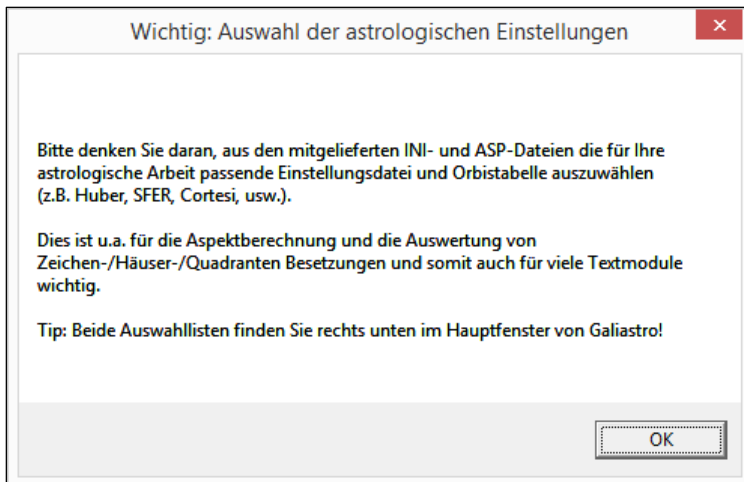 Wichtig: Auswahl der astrologischen Einstellungen
Bitte denken Sie daran, aus den mitgelieferten INI- und ASP-Dateien die für Ihre
astrologische Arbeit passende Einstellungsdatei und Orbistabelle auszuwählen
(z.B. Huber, SFER, Cortesi, usw.).
Dies ist u.a. für die Aspektberechnung und die Auswertung von
Zeichen-/Häuser-/Quadranten Besetzungen und somit auch für viele Textmodule
wichtig.
Tip: Beide Auswahllisten finden Sie rechts unten im Hauptfenster von Galiastro!
OK